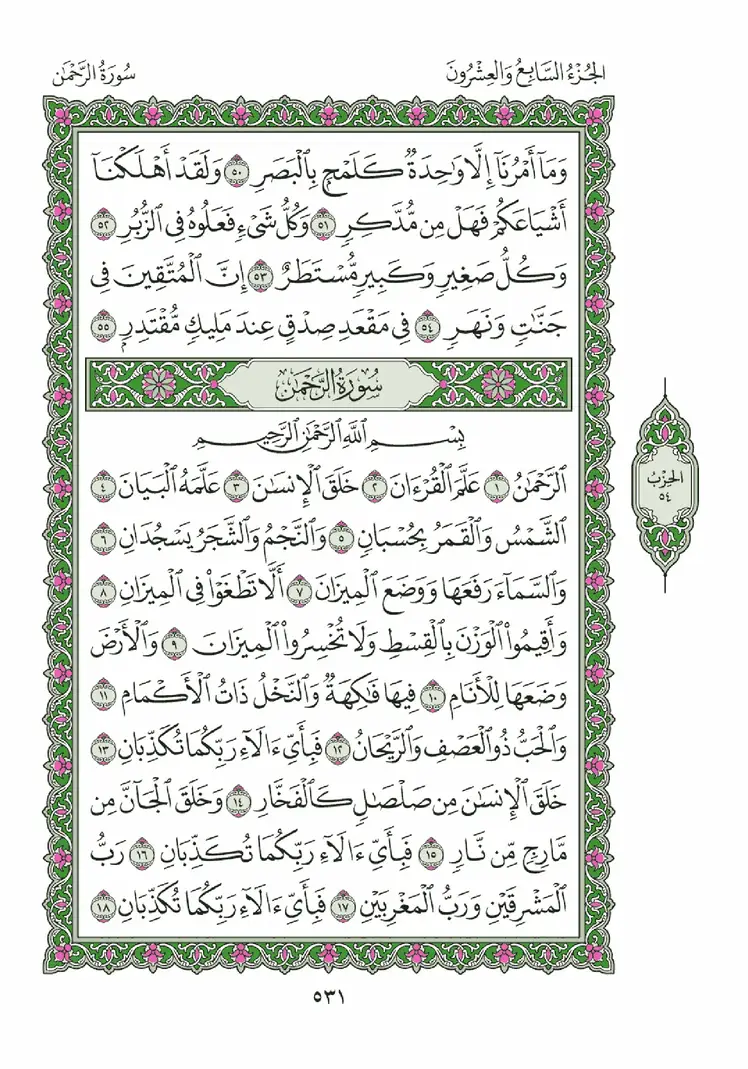 الجُزْءُ السَّابِعُ وَالعِشْرُونَ
سُورَةُ الرَّحْمَٰن
وَمَآ أَمْرُنَآ إِلَّا وَٰحِدَةٌ كَلَمْحٍۭ بِٱلْبَصَرِ ٥٠ وَلَقَدْ أَهْلَكْنَآ
أَشْيَاعَكُمْ فَهَلْ مِن مُّدَّكِرٍ ٥١ وَكُلُّ شَىْءٍ فَعَلُوهُ فِى ٱلزُّبُرِ ٥٢
وَكُلُّ صَغِيرٍ وَكَبِيرٍ مُّسْتَطَرٌ ٥٣ إِنَّ ٱلْمُتَّقِينَ فِى
جَنَّٰتٍ وَنَهَرٍ ٥٤ فِى مَقْعَدِ صِدْقٍ عِندَ مَلِيكٍ مُّقْتَدِرٍۭ ٥٥
سُورَةُ الرَّحْمَٰن
بِسْمِ ٱللَّهِ ٱلرَّحْمَٰنِ ٱلرَّحِيمِ
ٱلرَّحْمَٰنُ ١ عَلَّمَ ٱلْقُرْءَانَ ٢ خَلَقَ ٱلْإِنسَٰنَ ٣ عَلَّمَهُ ٱلْبَيَانَ ٤
ٱلشَّمْسُ وَٱلْقَمَرُ بِحُسْبَانٍ ٥ وَٱلنَّجْمُ وَٱلشَّجَرُ يَسْجُدَانِ ٦
وَٱلسَّمَآءَ رَفَعَهَا وَوَضَعَ ٱلْمِيزَانَ ٧ أَلَّا تَطْغَوْا۟ فِى ٱلْمِيزَانِ ٨
وَأَقِيمُوا۟ ٱلْوَزْنَ بِٱلْقِسْطِ وَلَا تُخْسِرُوا۟ ٱلْمِيزَانَ ٩ وَٱلْأَرْضَ
وَضَعَهَا لِلْأَنَامِ ١٠ فِيهَا فَٰكِهَةٌ وَٱلنَّخْلُ ذَاتُ ٱلْأَكْمَامِ ١١
وَٱلْحَبُّ ذُو ٱلْعَصْفِ وَٱلرَّيْحَانُ ١٢ فَبِأَىِّ ءَالَآءِ رَبِّكُمَا تُكَذِّبَانِ ١٣
خَلَقَ ٱلْإِنسَٰنَ مِن صَلْصَٰلٍ كَٱلْفَخَّارِ ١٤ وَخَلَقَ ٱلْجَآنَّ مِن
مَّارِجٍ مِّن نَّارٍ ١٥ فَبِأَىِّ ءَالَآءِ رَبِّكُمَا تُكَذِّبَانِ ١٦ رَبُّ
ٱلْمَشْرِقَيْنِ وَرَبُّ ٱلْمَغْرِبَيْنِ ١٧ فَبِأَىِّ ءَالَآءِ رَبِّكُمَا تُكَذِّبَانِ ١٨
الحِزْبُ
٥٤
٥٣١